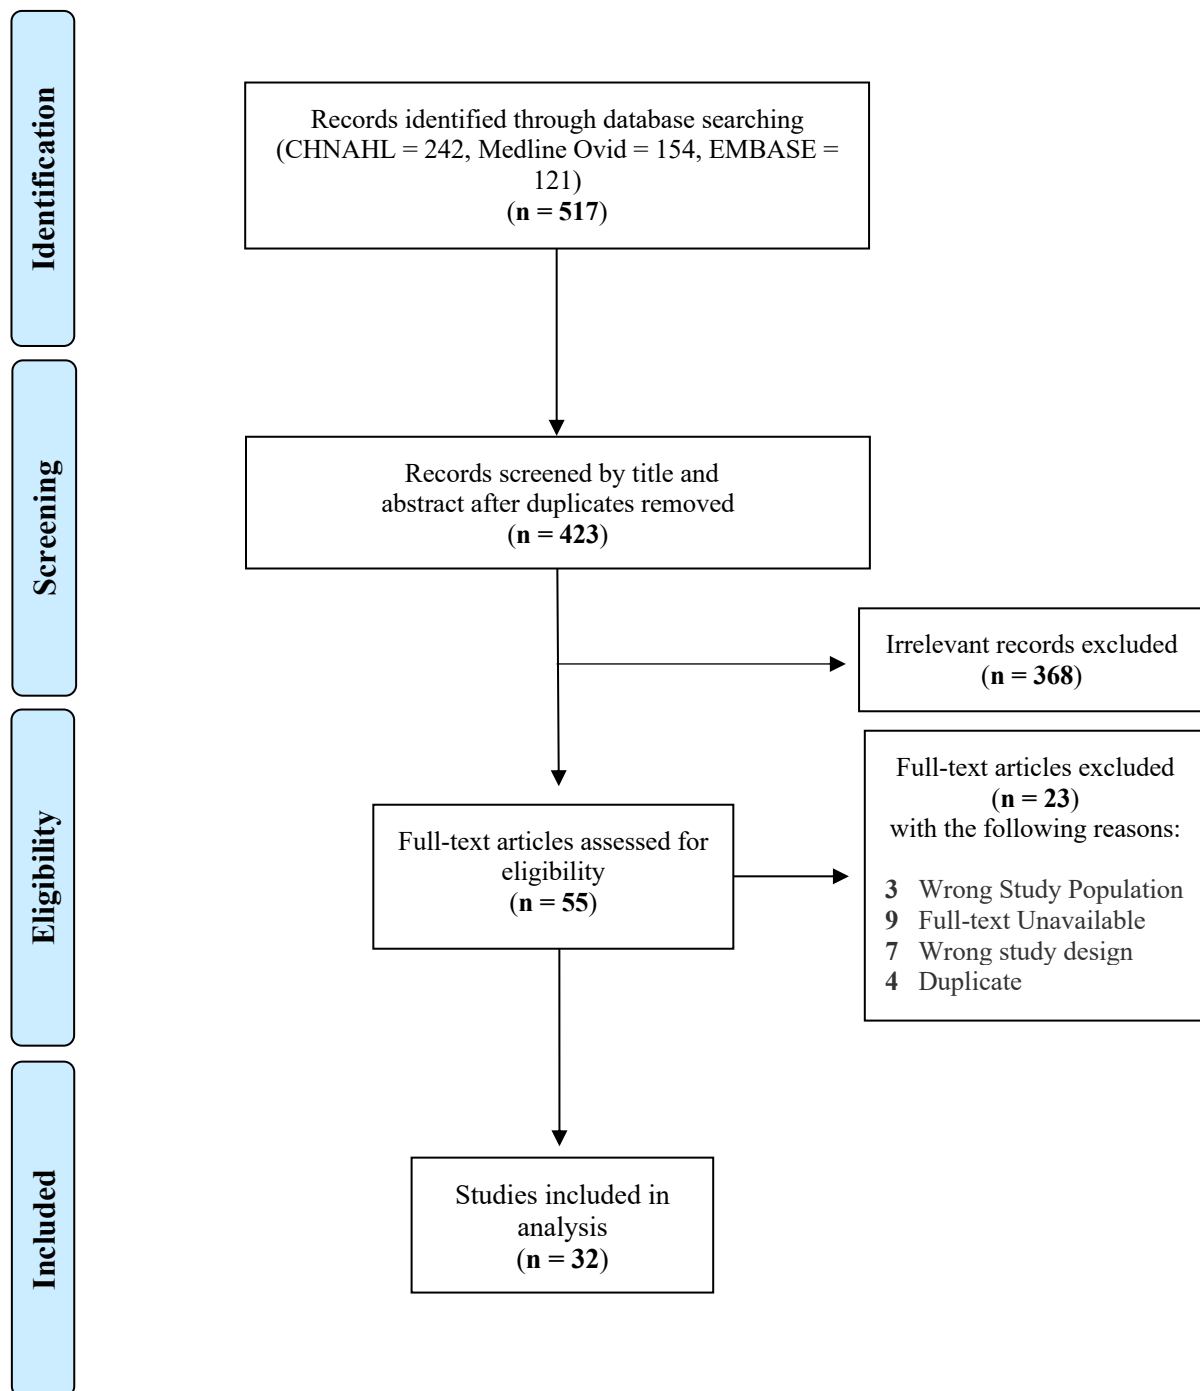 Identification
Records identified through database searching
(CHNAHL = 242, Medline Ovid = 154, EMBASE =
121)
(n = 517)
Screening
Records screened by title and
abstract after duplicates removed
(n = 423)
Irrelevant records excluded
(n = 368)
Eligibility
Full-text articles assessed for
eligibility
(n = 55)
Full-text articles excluded
(n = 23)
with the following reasons:
3 Wrong Study Population
9 Full-text Unavailable
7 Wrong study design
4 Duplicate
Included
Studies included in
analysis
(n = 32)